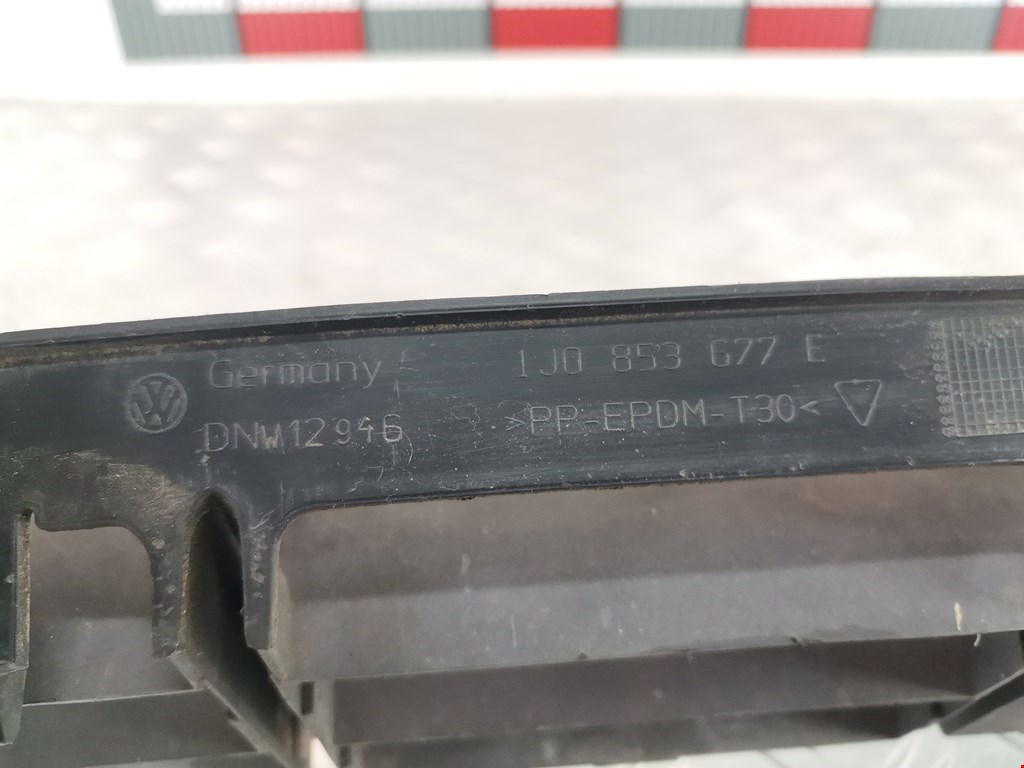 Germany 1J0 853 677 E
DNW12946 >PP-EPDM-T30<